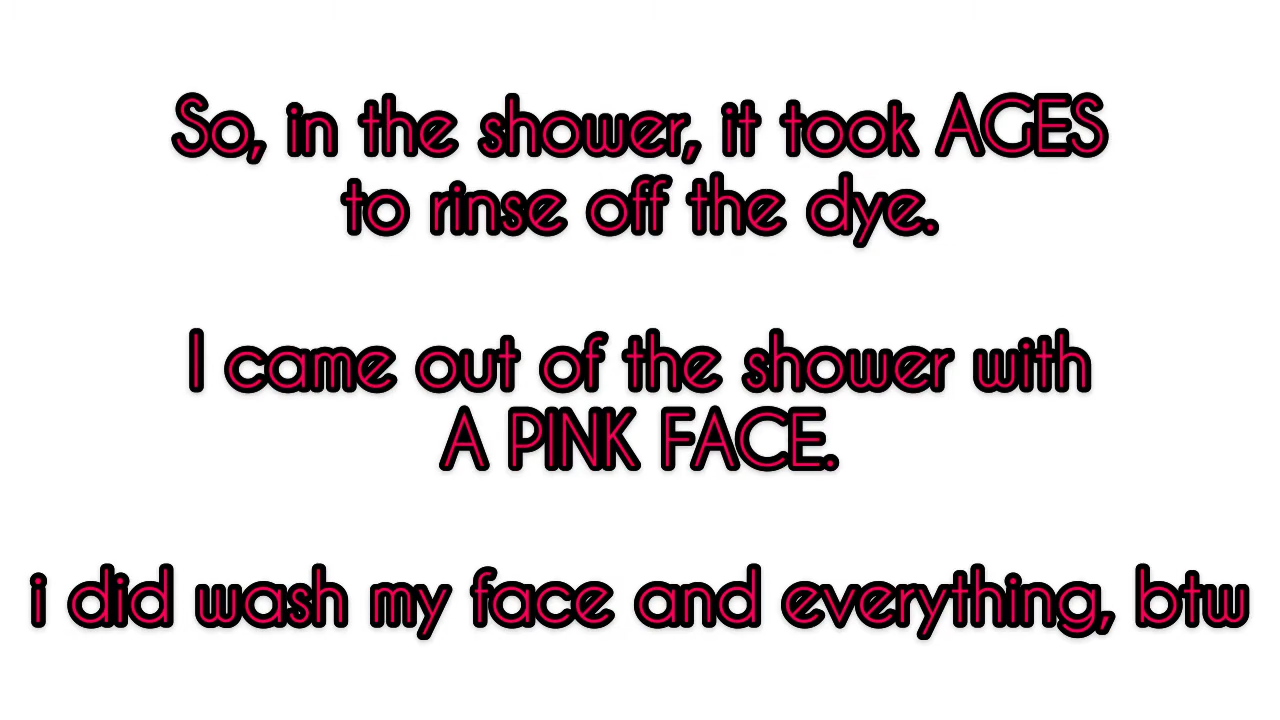 So, in the shower, it took AGES
to rinse off the dye.
I came out of the shower with
A PINK FACE.
i did wash my face and everything, btw